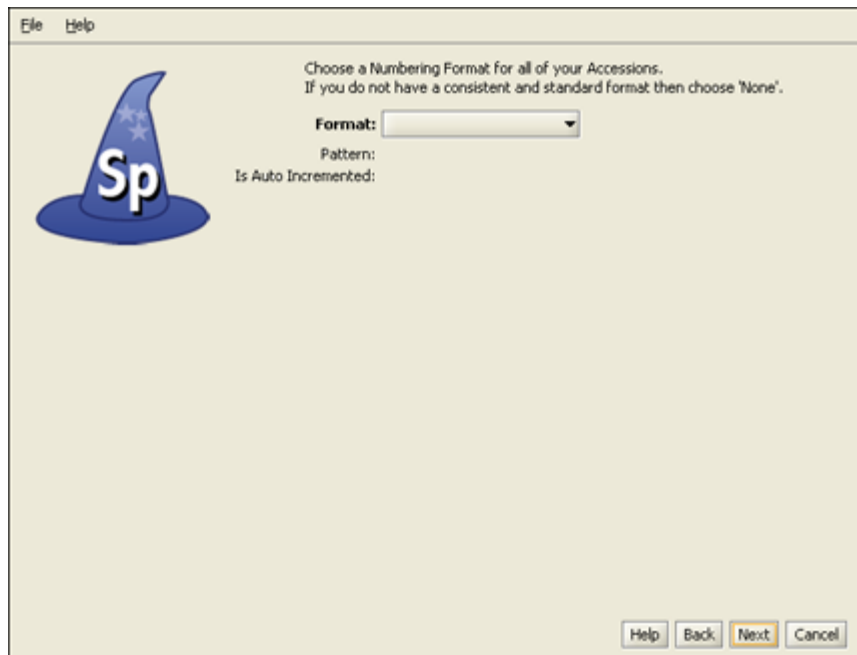 File Help
Choose a Numbering Format for all of your Accessions.
If you do not have a consistent and standard format then choose 'None'.
Format:
Pattern:
Is Auto Incremented:
Sp
Help Back Next Cancel